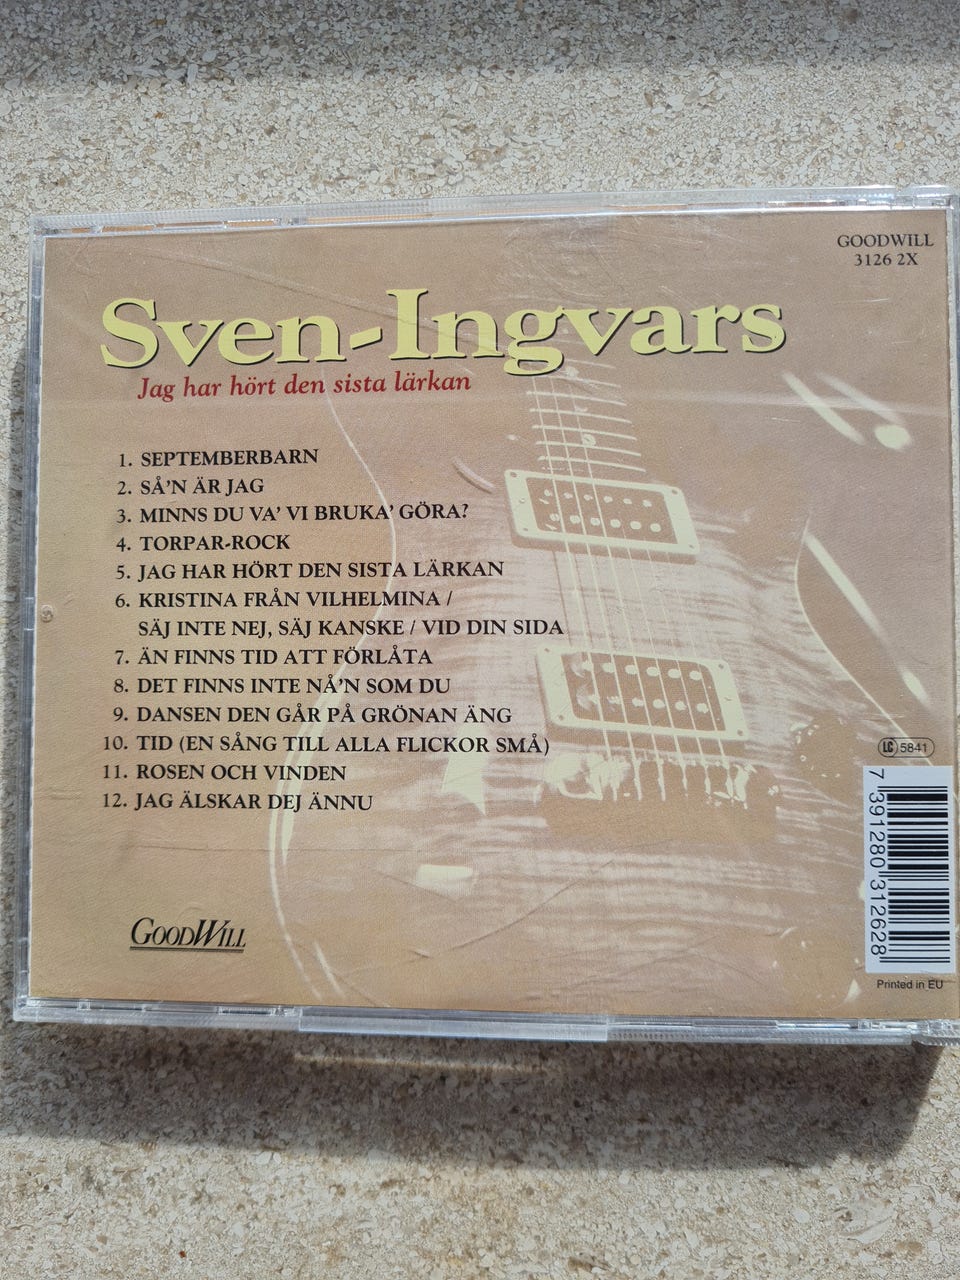 GOODWILL
3126 2X
Sven-Ingvars
Jag har hört den sista lärkan
1. SEPTEMBERBARN
2. SÅ'N ÄR JAG
3. MINNS DU VA' VI BRUKA' GÖRA?
4. TORPAR-ROCK
5. JAG HAR HÖRT DEN SISTA LÄRKAN
6. KRISTINA FRÅN VILHELMINA /
SÄJ INTE NEJ, SÄJ KANSKE / VID DIN SIDA
7. ÄN FINNS TID ATT FÖRLÅTA
8. DET FINNS INTE NÅ'N SOM DU
9. DANSEN DEN GÅR PÅ GRÖNAN ÄNG
10. TID (EN SÅNG TILL ALLA FLICKOR SMÅ)
11. ROSEN OCH VINDEN
12. JAG ÄLSKAR DEJ ÄNNU
LC 5841
7 391280 312628
GOODWILL
Printed in EU